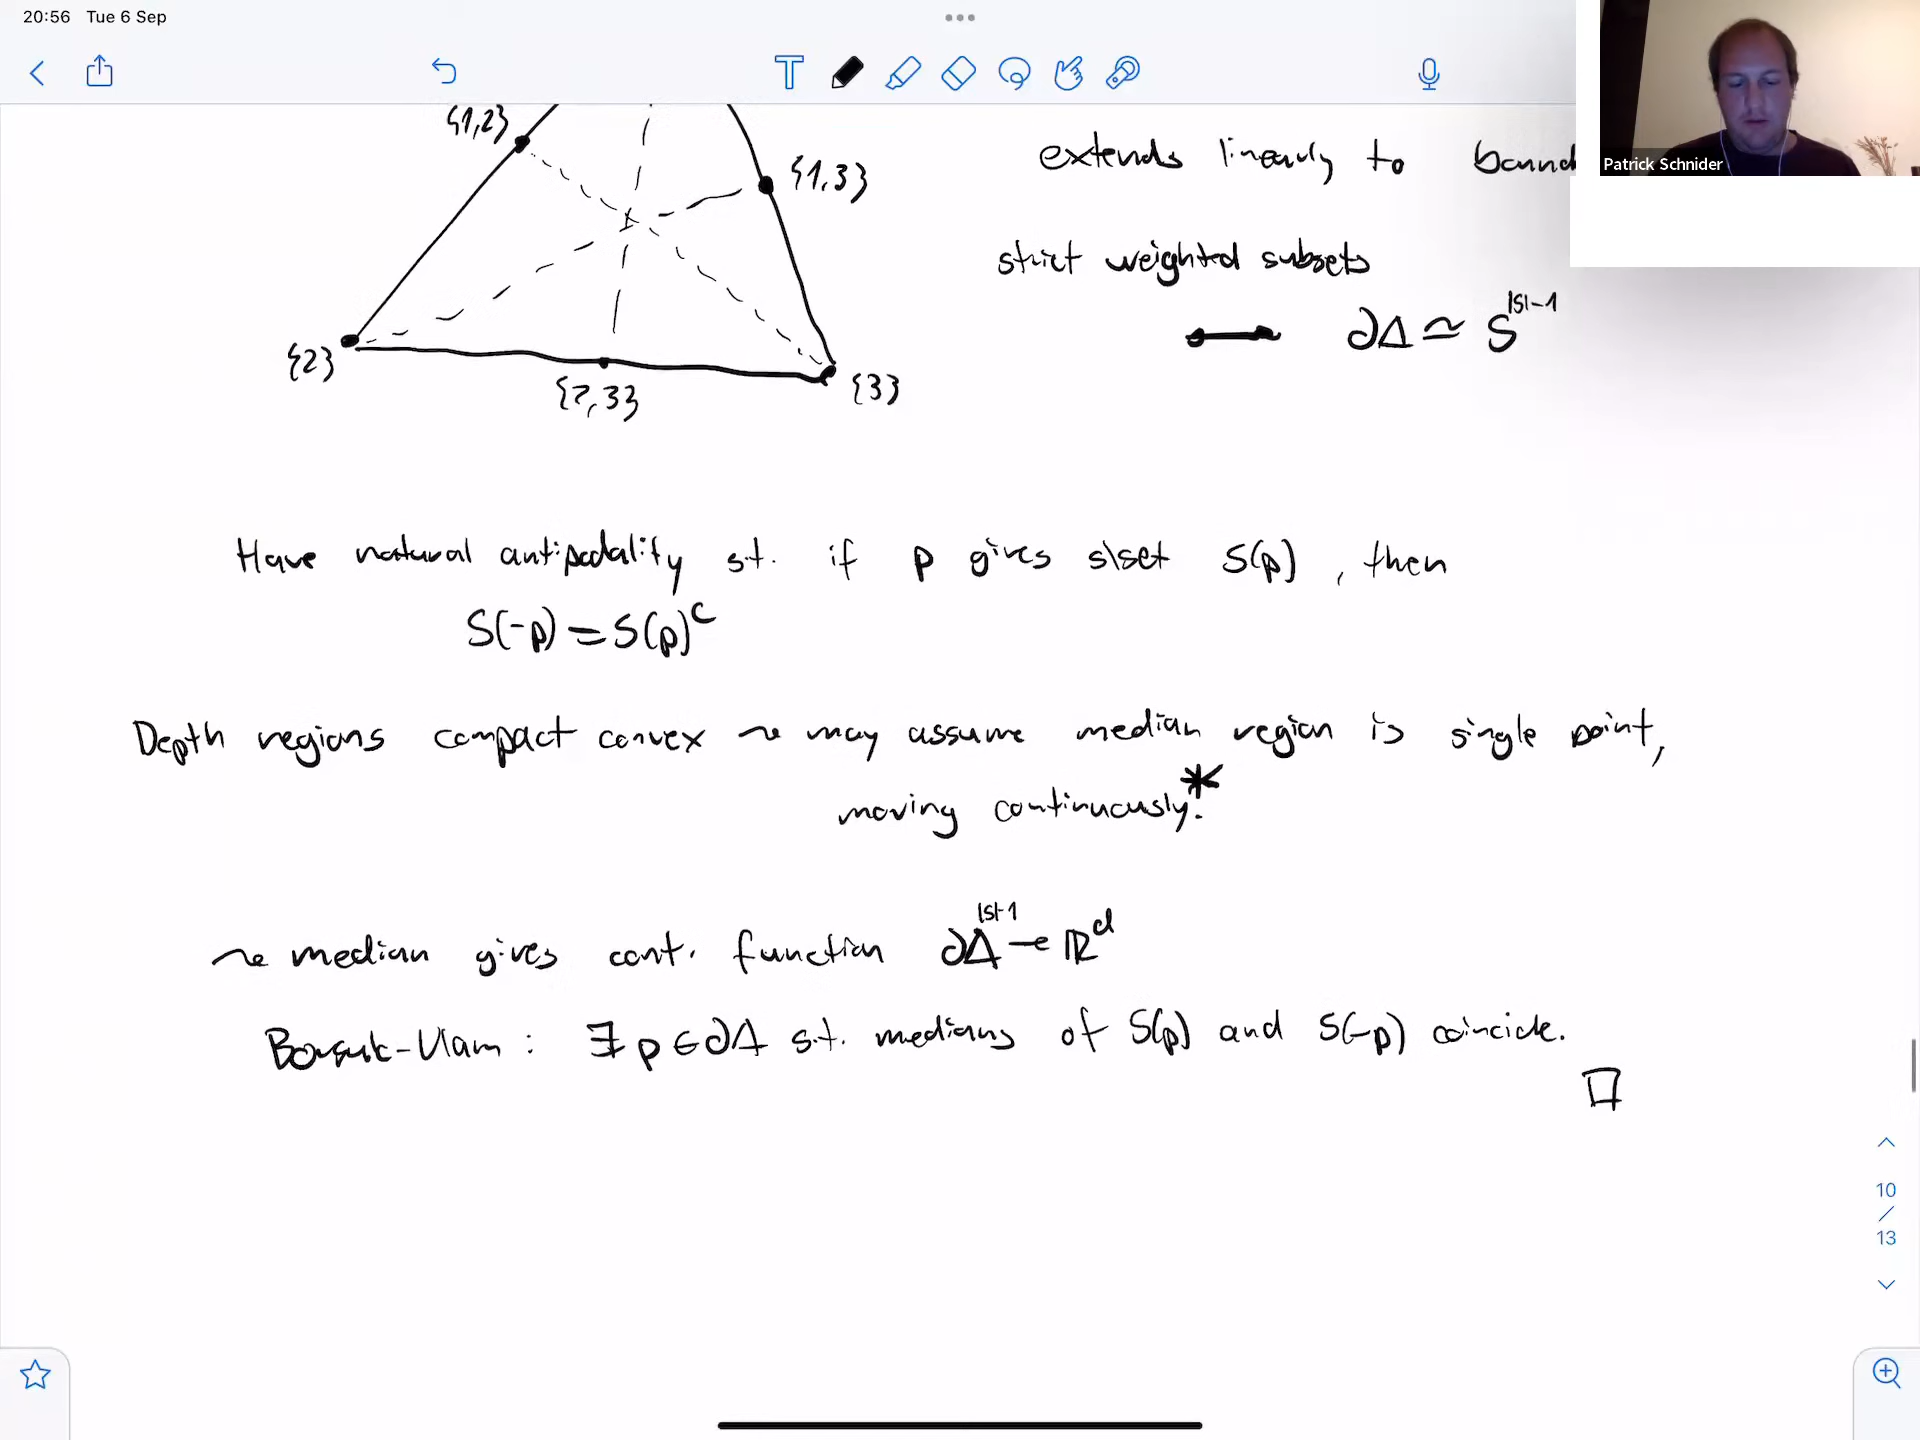 20:56 Tue 6 Sep
Patrick Schnider
{1,2}
{1,3}
{2}
{2,3}
{3}
extends linearly to bound
strict weighted subsets
∂Δ ≃ S^{|S|-1}
Have natural antipodality s.t. if p gives s\set S(p), then
S(-p) = S(p)^c
Depth regions compact convex ⇝ may assume median region is single point,
moving continuously.*
⇝ median gives cont. function ∂Δ^{|S|-1} → ℝ^d
Borsuk-Ulam: ∃ p ∈ ∂Δ s.t. medians of S(p) and S(-p) coincide.
□
10
/
13